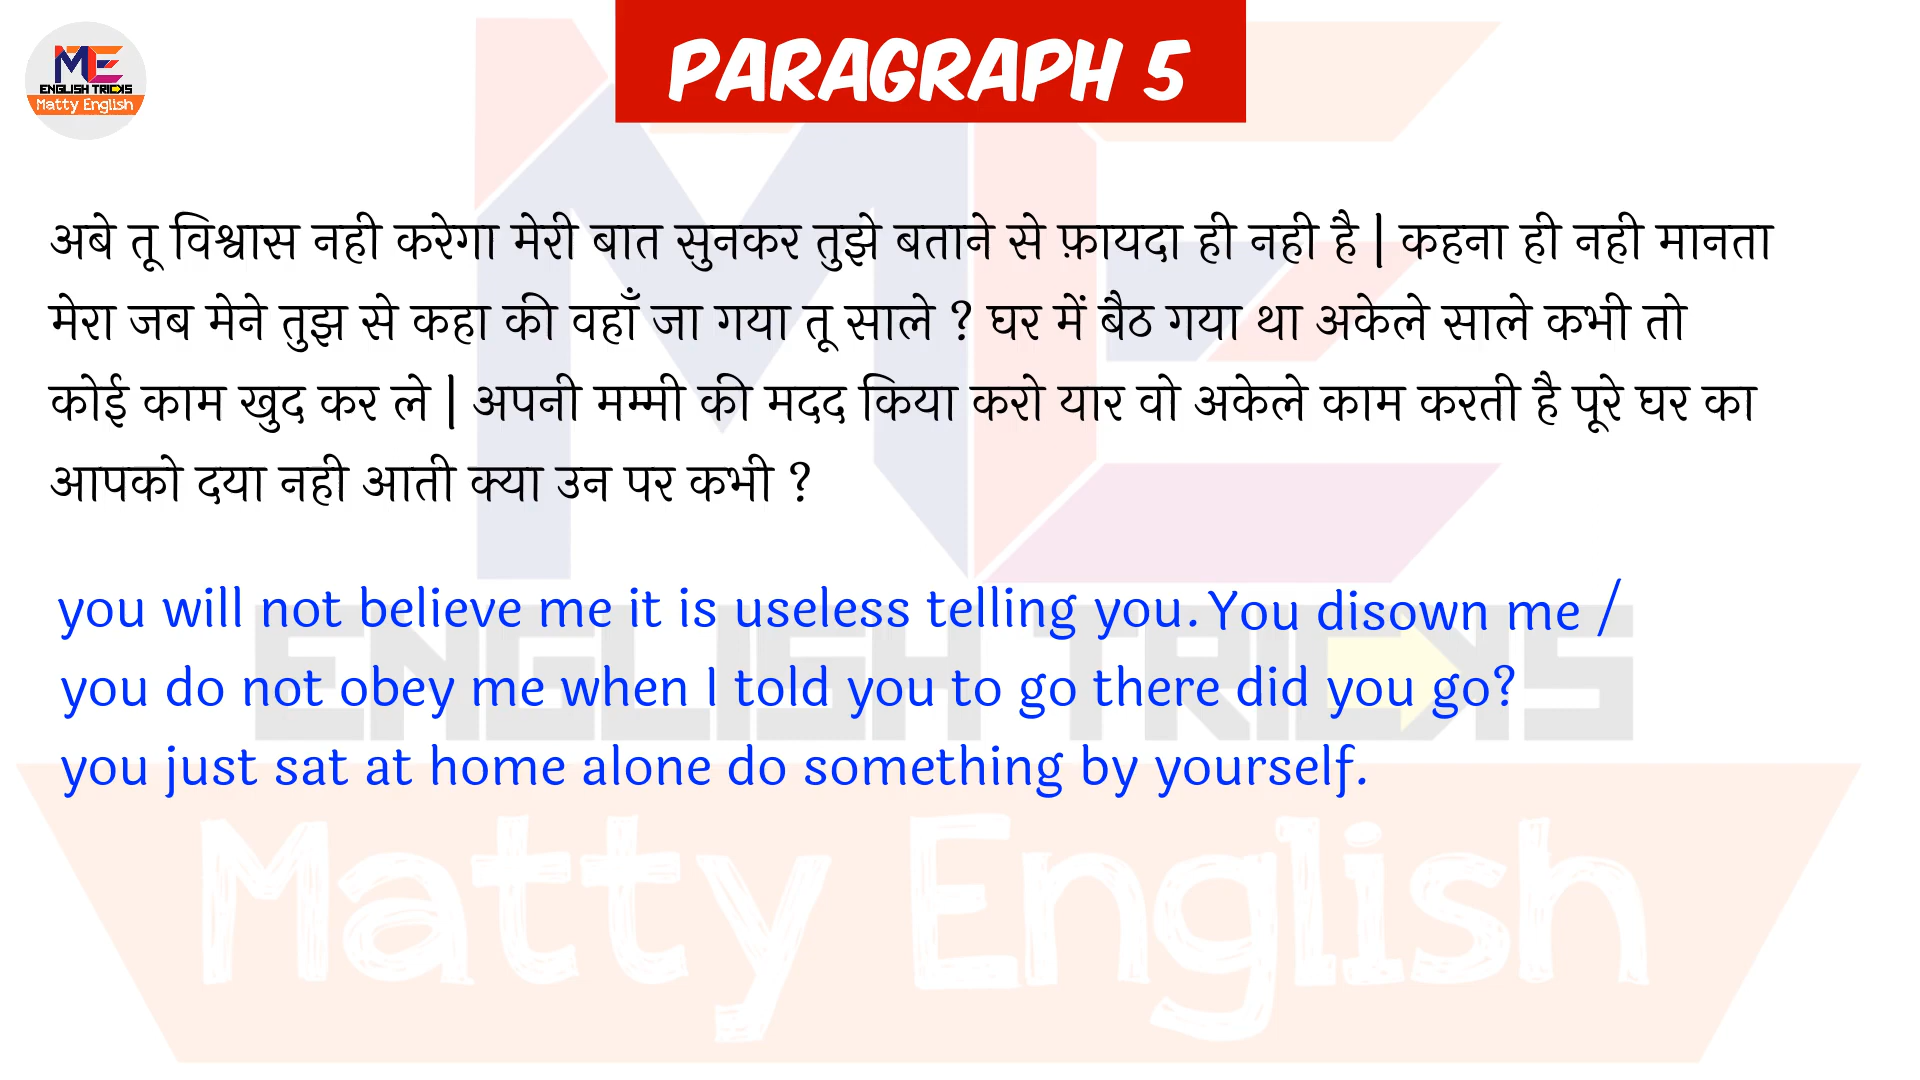 ME
ENGLISH TRICKS
Matty English
PARAGRAPH 5
अबे तू विश्वास नही करेगा मेरी बात सुनकर तुझे बताने से फ़ायदा ही नही है | कहना ही नही मानता
मेरा जब मेने तुझ से कहा की वहाँ जा गया तू साले ? घर में बैठ गया था अकेले साले कभी तो
कोई काम खुद कर ले | अपनी मम्मी की मदद किया करो यार वो अकेले काम करती है पूरे घर का
आपको दया नही आती क्या उन पर कभी ?
you will not believe me it is useless telling you. You disown me /
you do not obey me when I told you to go there did you go?
you just sat at home alone do something by yourself.
ME
ENGLISH TRICKS
Matty English